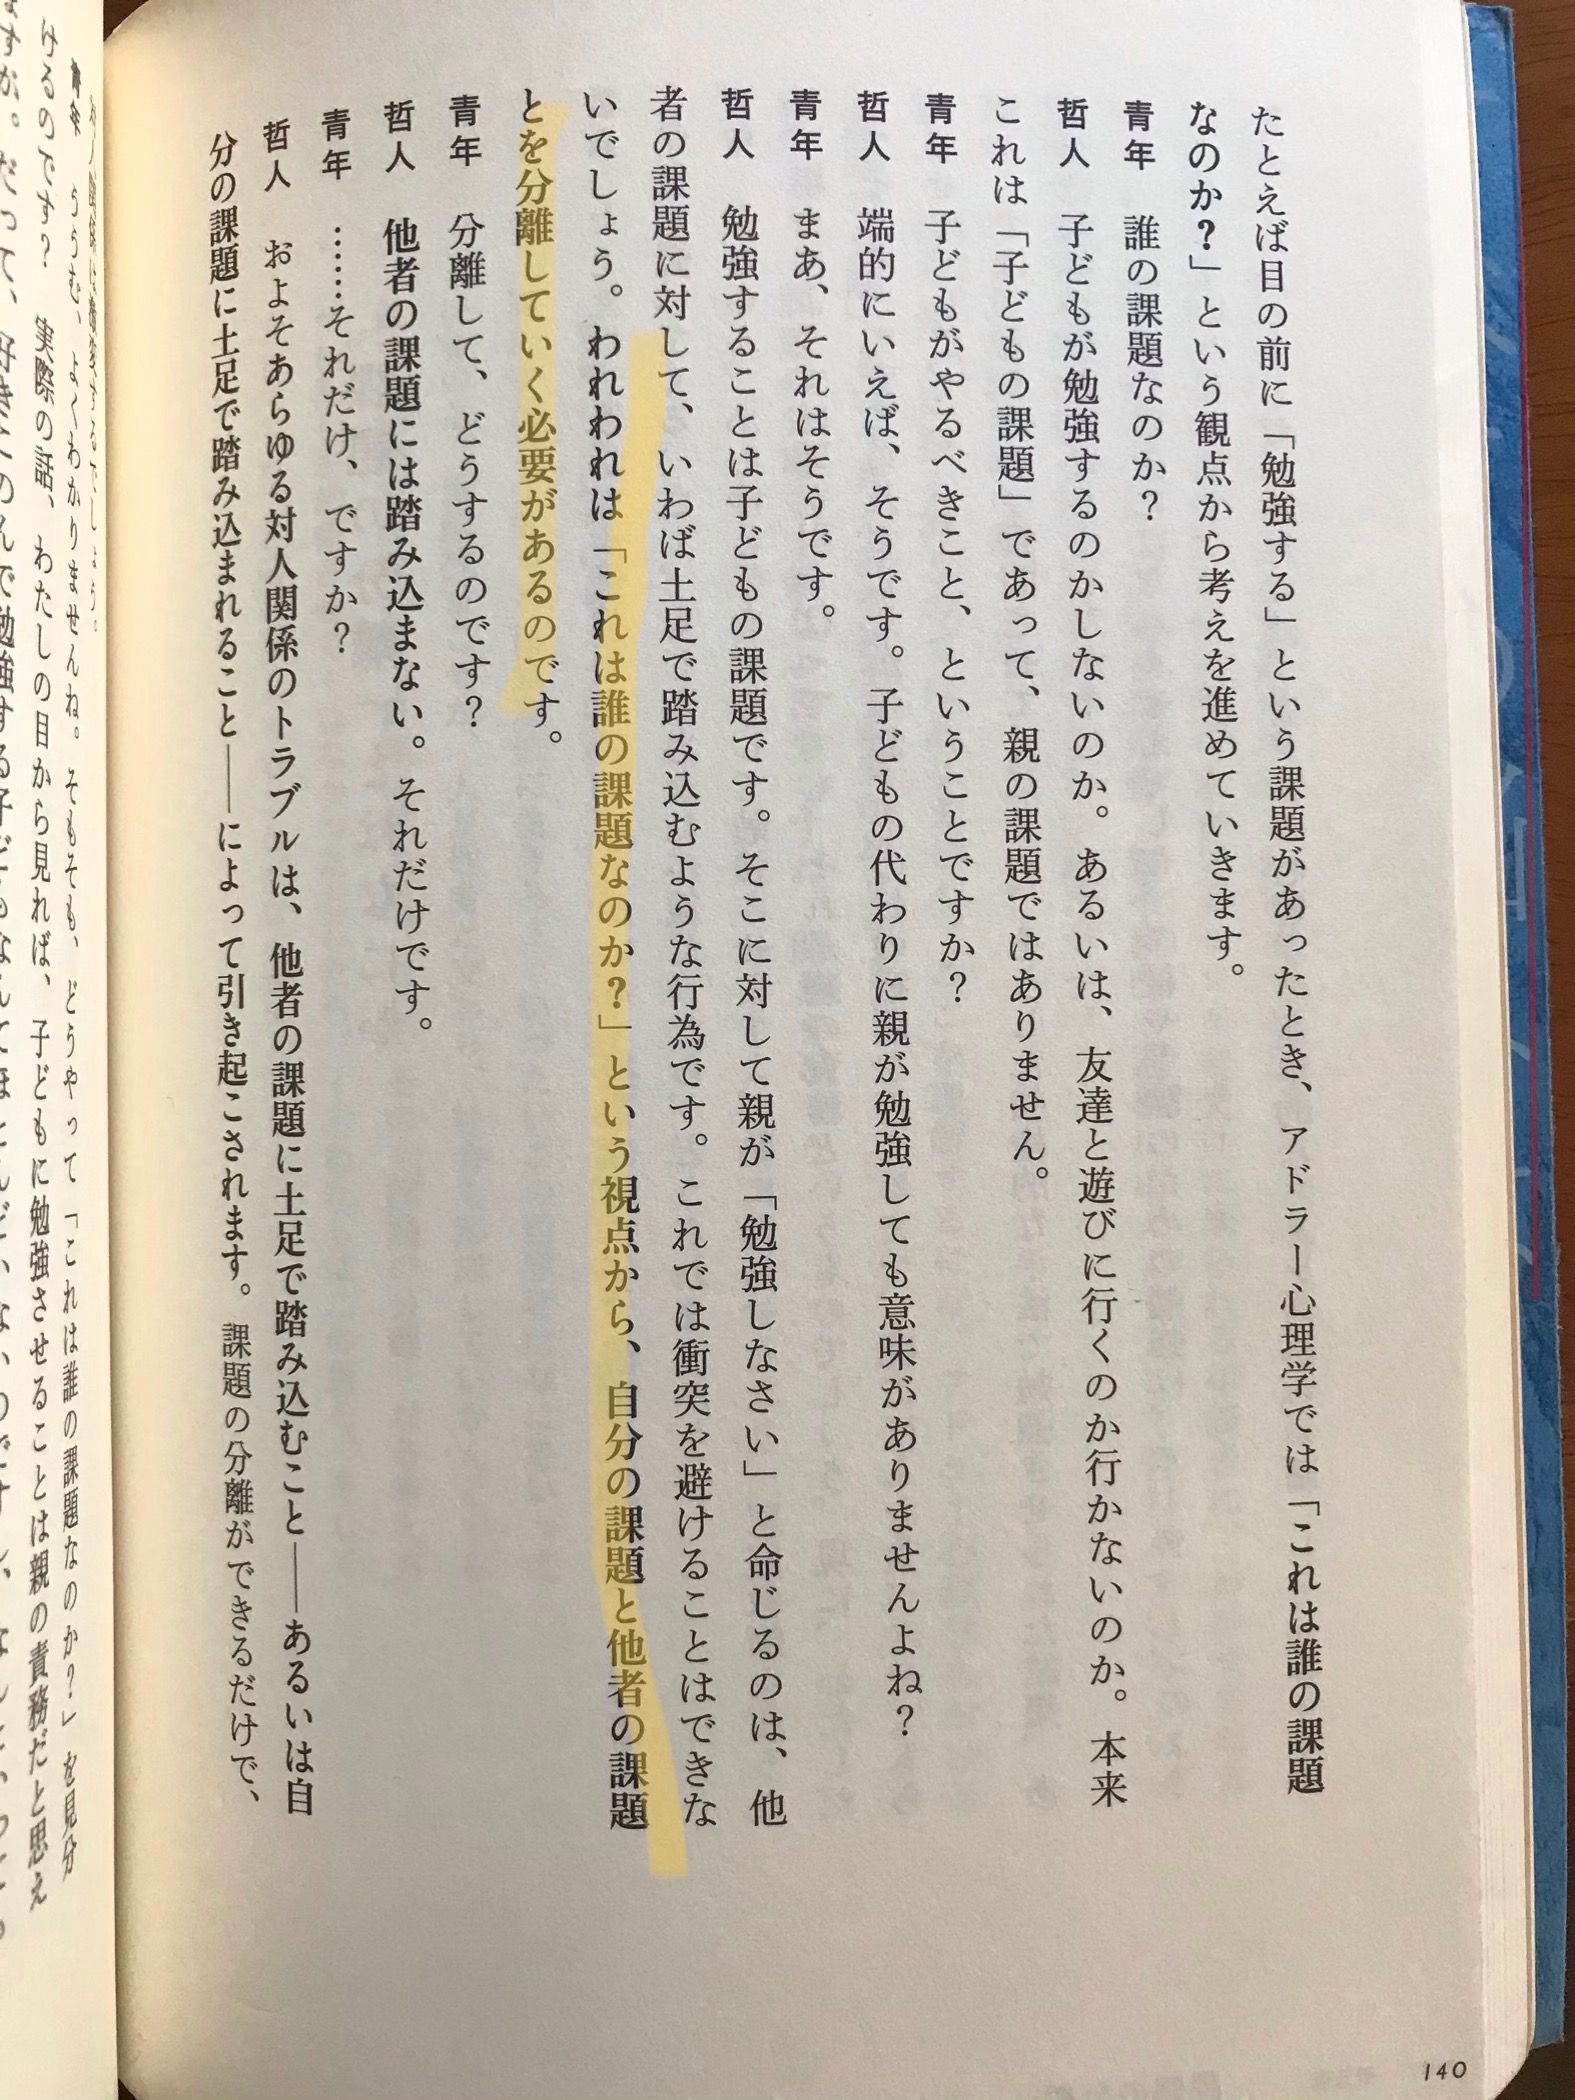 たとえば目の前に「勉強する」という課題があったとき、アドラー心理学では「これは誰の課題
なのか？」という観点から考えを進めていきます。
青年　誰の課題なのか？
哲人　子どもが勉強するのかしないのか。あるいは、友達と遊びに行くのか行かないのか。本来
これは「子どもの課題」であって、親の課題ではありません。
青年　子どもがやるべきこと、ということですか？
哲人　端的にいえば、そうです。子どもの代わりに親が勉強しても意味がありませんよね？
青年　まあ、それはそうです。
哲人　勉強することは子どもの課題です。そこに対して親が「勉強しなさい」と命じるのは、他
者の課題に対して、いわば土足で踏み込むような行為です。これでは衝突を避けることはできな
いでしょう。われわれは「これは誰の課題なのか？」という視点から、自分の課題と他者の課題
とを分離していく必要があるのです。
青年　分離して、どうするのです？
哲人　他者の課題には踏み込まない。それだけです。
青年　……それだけ、ですか？
哲人　およそあらゆる対人関係のトラブルは、他者の課題に土足で踏み込むこと――あるいは自
分の課題に土足で踏み込まれること――によって引き起こされます。課題の分離ができるだけで、
140
青年　ううむ、よくわかりませんね。そもそも、どうやって「これは誰の課題なのか？」を見分
けるのです？　実際の話、わたしの目から見れば、子どもに勉強させることは親の責務だと思え